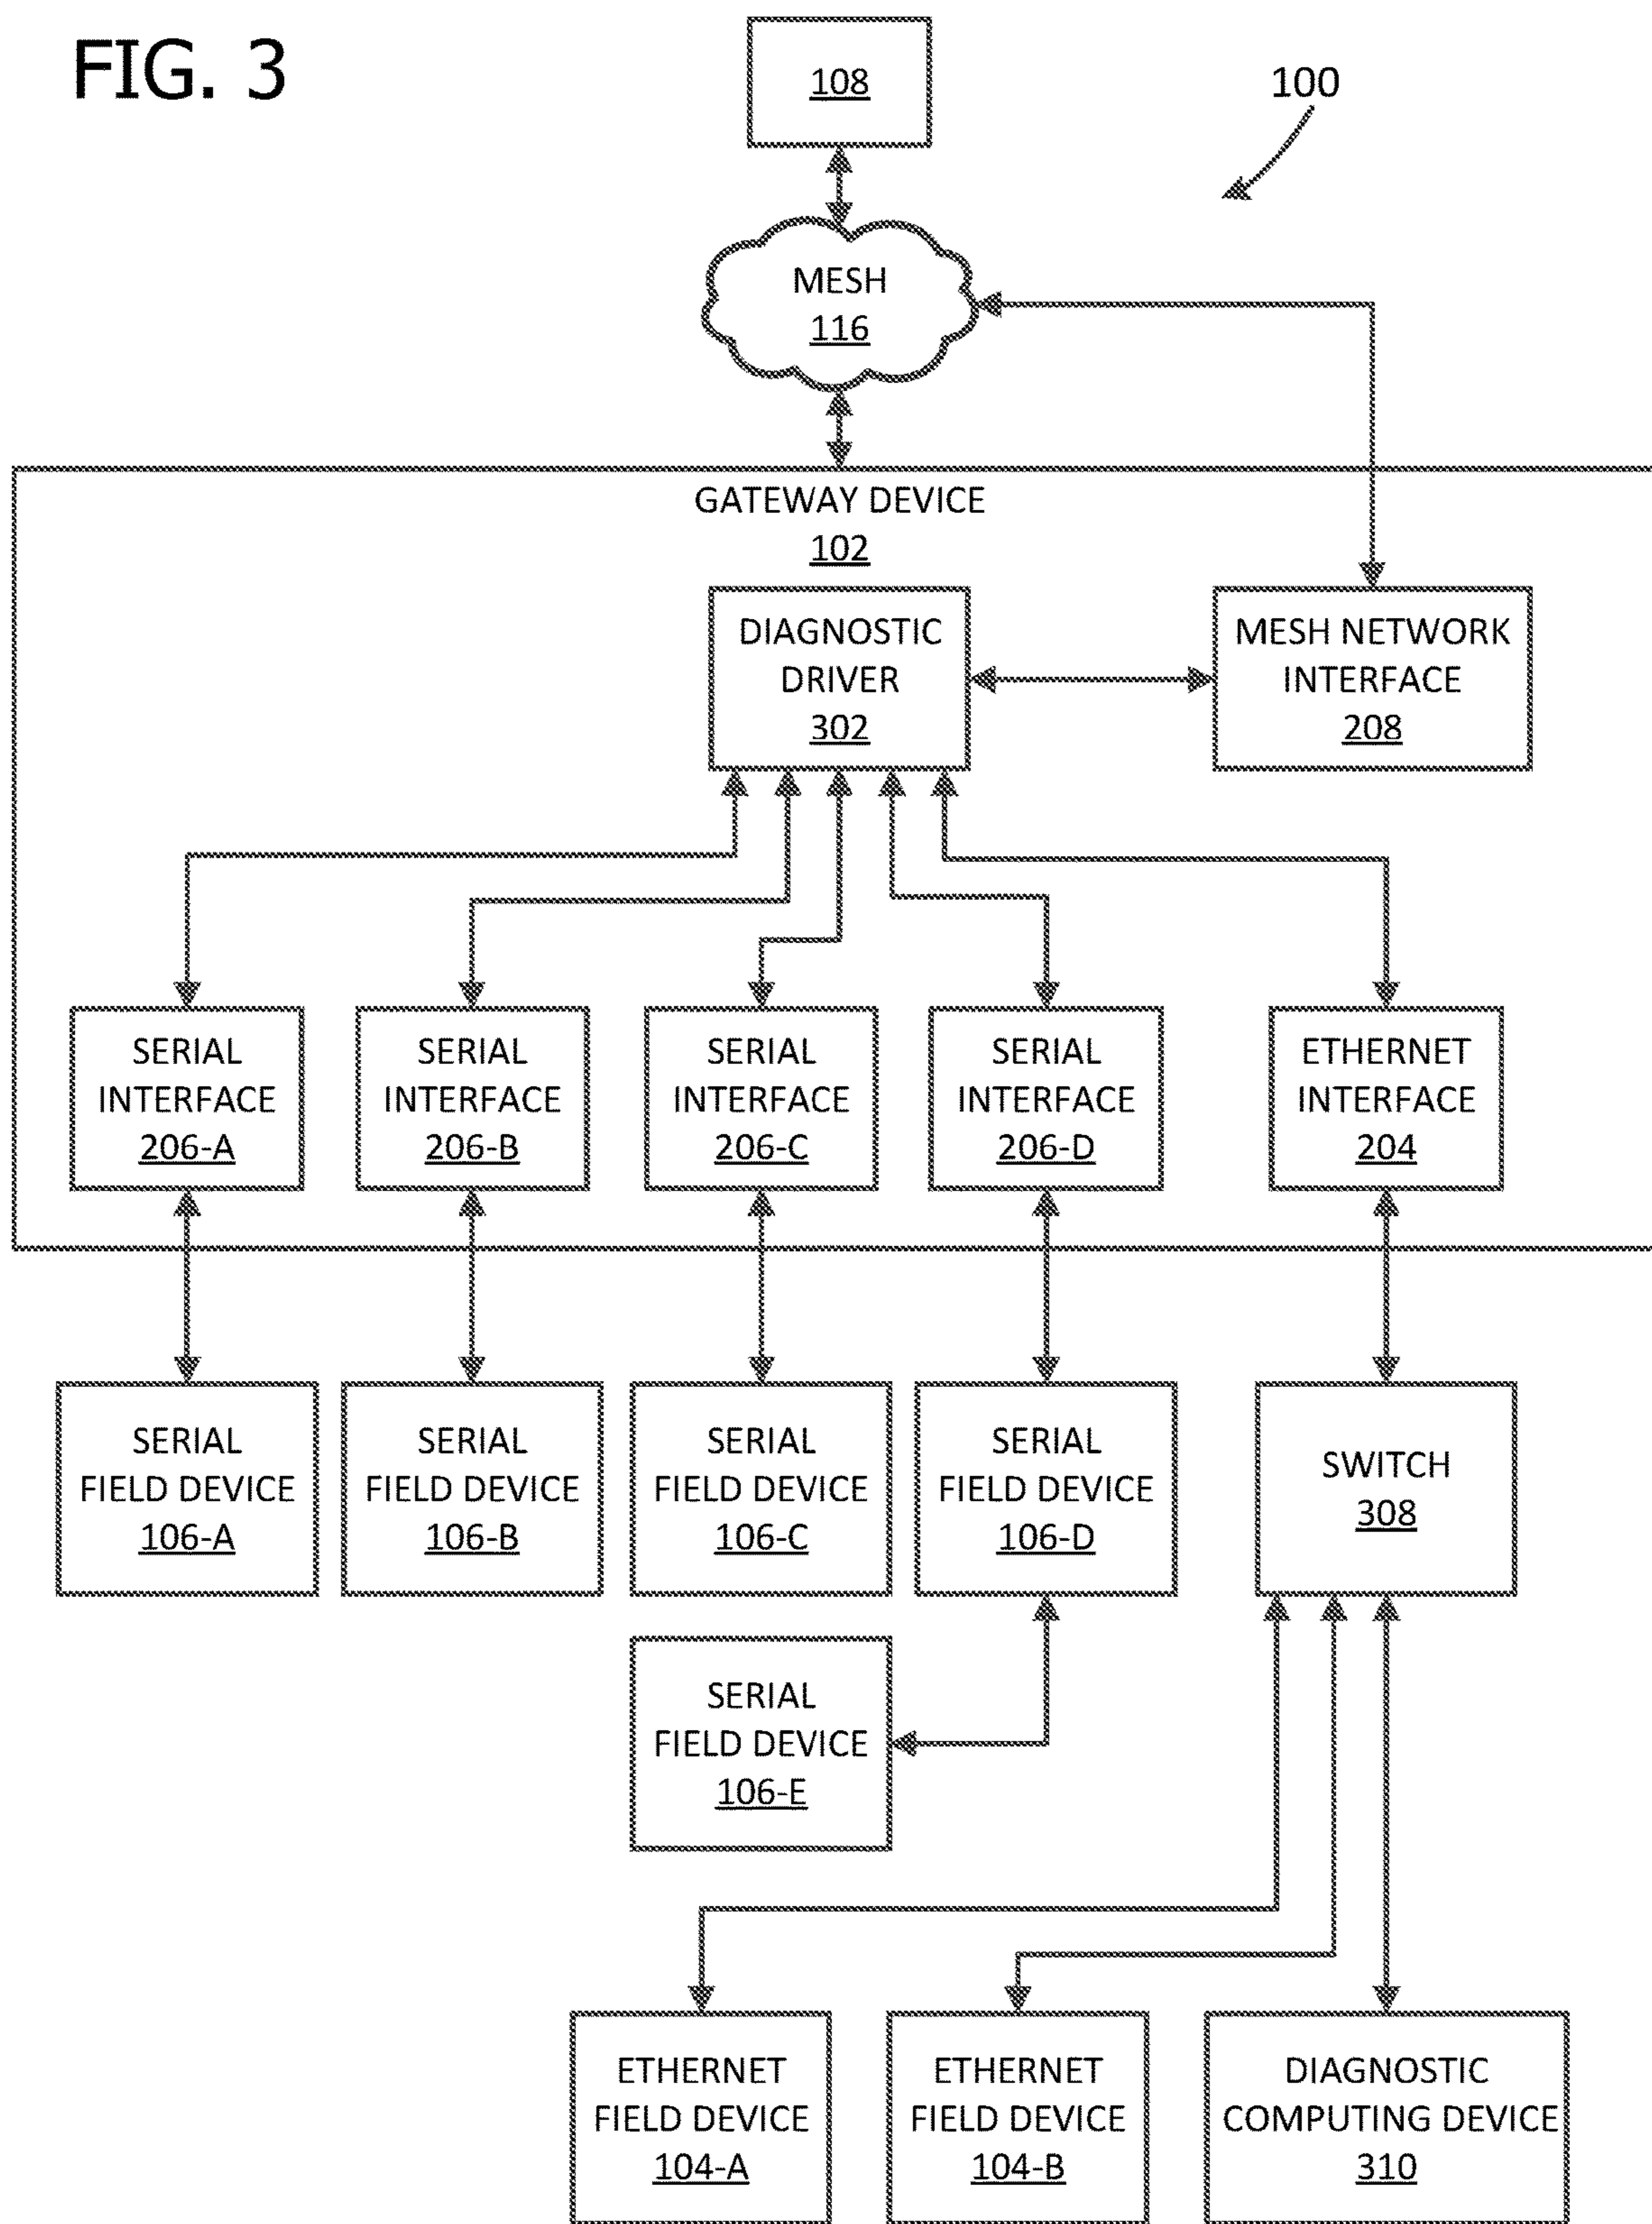 FIG. 3
108
100
MESH
116
GATEWAY DEVICE
102
DIAGNOSTIC
DRIVER
302
MESH NETWORK
INTERFACE
208
SERIAL
INTERFACE
206-A
SERIAL
INTERFACE
206-B
SERIAL
INTERFACE
206-C
SERIAL
INTERFACE
206-D
ETHERNET
INTERFACE
204
SERIAL
FIELD DEVICE
106-A
SERIAL
FIELD DEVICE
106-B
SERIAL
FIELD DEVICE
106-C
SERIAL
FIELD DEVICE
106-D
SWITCH
308
SERIAL
FIELD DEVICE
106-E
ETHERNET
FIELD DEVICE
104-A
ETHERNET
FIELD DEVICE
104-B
DIAGNOSTIC
COMPUTING DEVICE
310